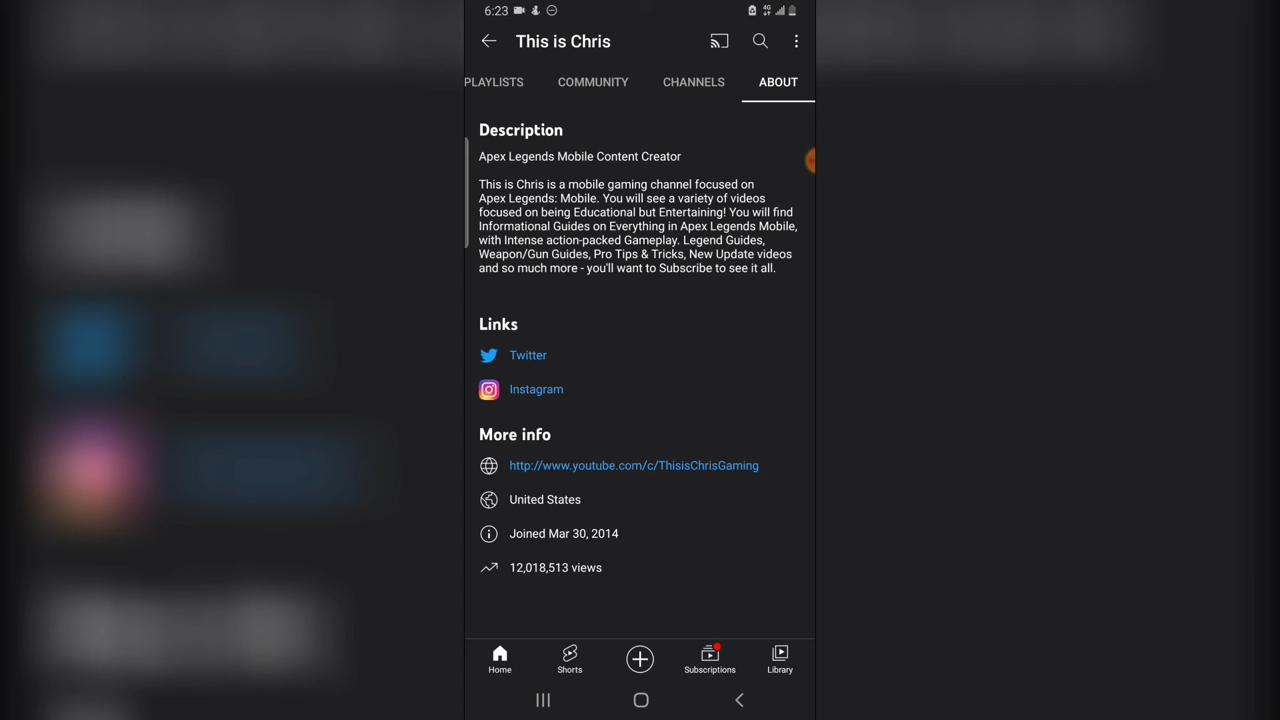 6:23
4G
This is Chris
PLAYLISTS COMMUNITY CHANNELS ABOUT
Description
Apex Legends Mobile Content Creator
This is Chris is a mobile gaming channel focused on
Apex Legends: Mobile. You will see a variety of videos
focused on being Educational but Entertaining! You will find
Informational Guides on Everything in Apex Legends Mobile,
with Intense action-packed Gameplay. Legend Guides,
Weapon/Gun Guides, Pro Tips & Tricks, New Update videos
and so much more - you'll want to Subscribe to see it all.
Links
Twitter
Instagram
More info
http://www.youtube.com/c/ThisisChrisGaming
United States
Joined Mar 30, 2014
12,018,513 views
Home Shorts Subscriptions Library